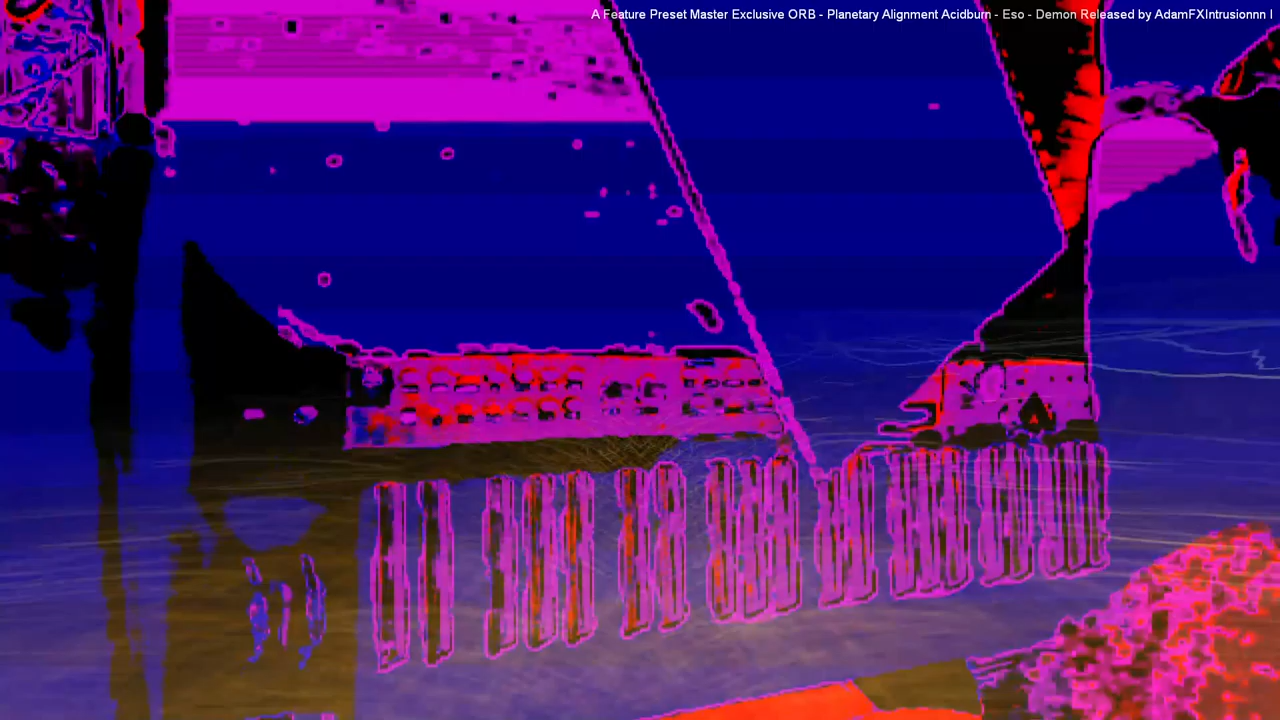 A Feature Preset Master Exclusive ORB - Planetary Alignment Acidburn - Eso - Demon Released by AdamFXIntrusionnn I